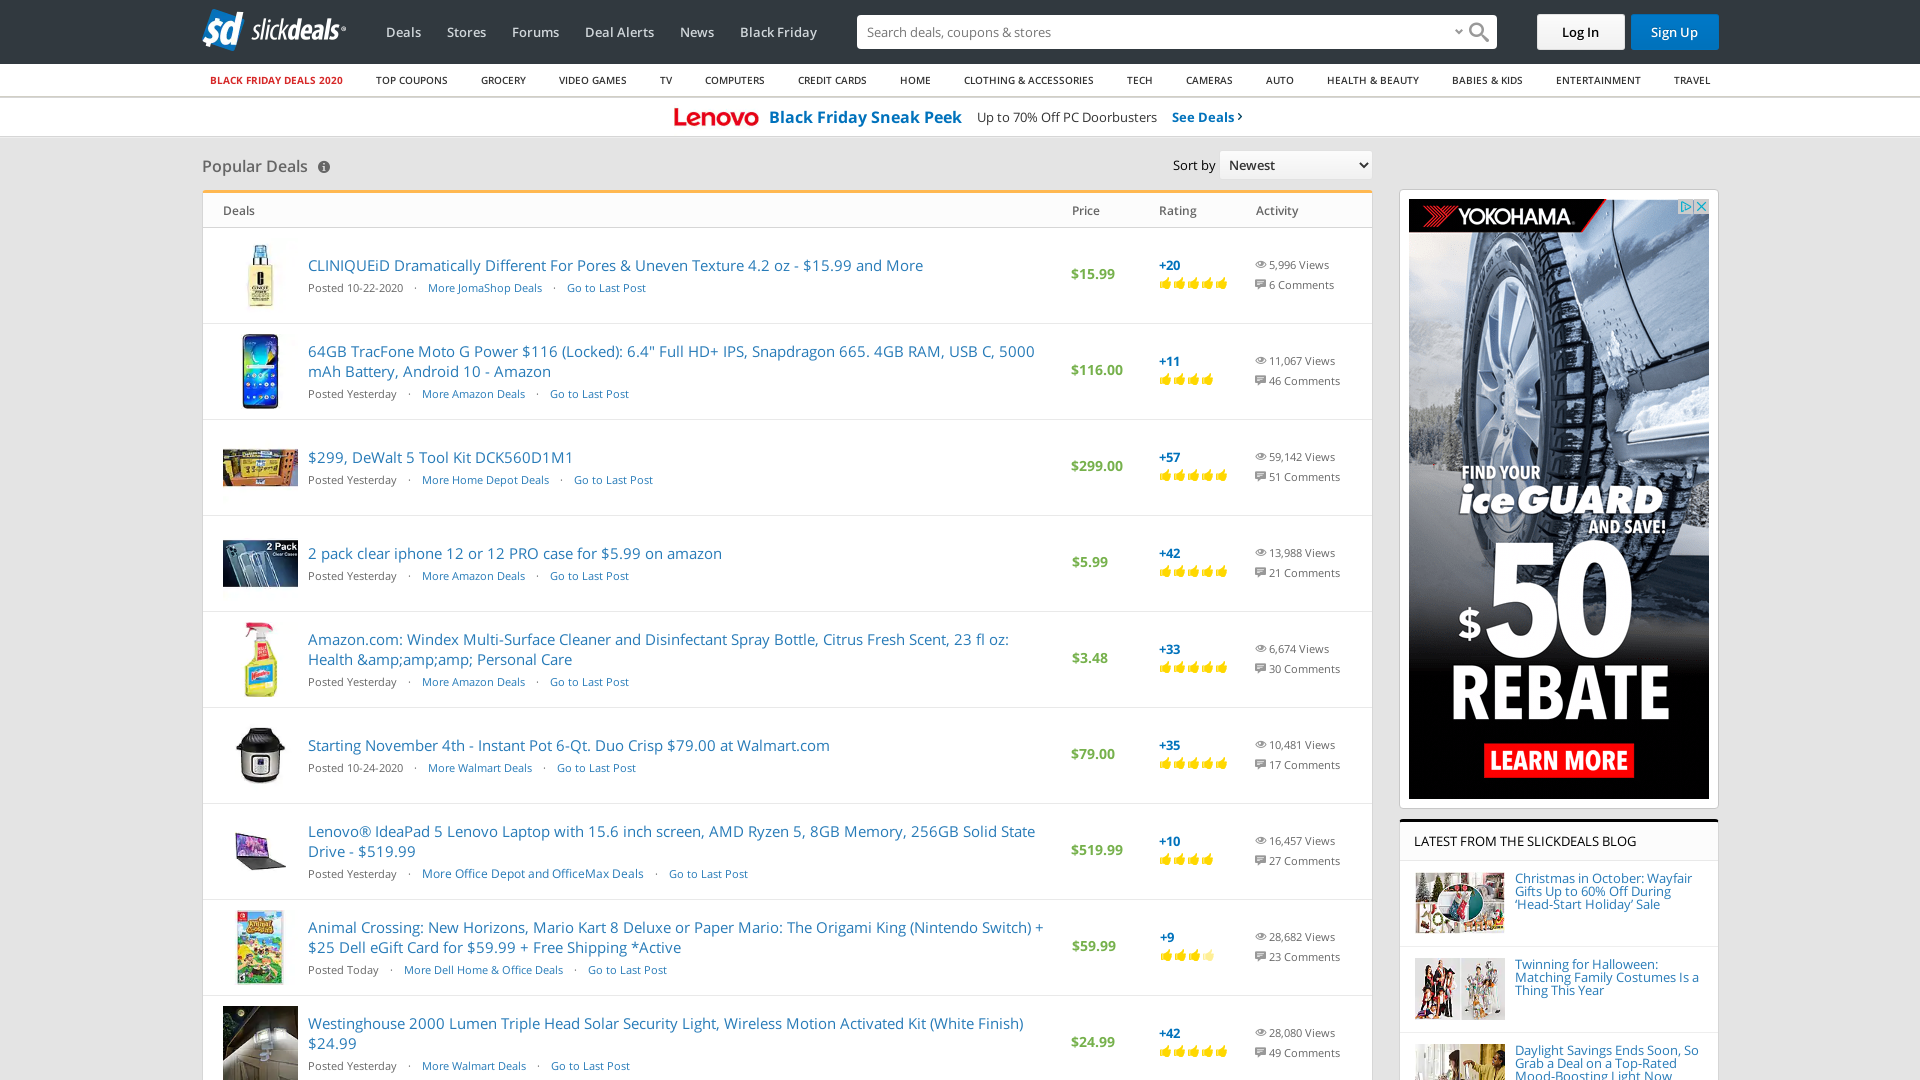 slickdeals
Deals
Stores
Forums
Deal Alerts
News
Black Friday
Search deals, coupons & stores
Log In
Sign Up
BLACK FRIDAY DEALS 2020
TOP COUPONS
GROCERY
VIDEO GAMES
TV
COMPUTERS
CREDIT CARDS
HOME
CLOTHING & ACCESSORIES
TECH
CAMERAS
AUTO
HEALTH & BEAUTY
BABIES & KIDS
ENTERTAINMENT
TRAVEL
Lenovo Black Friday Sneak Peek Up to 70% Off PC Doorbusters See Deals
Popular Deals
Sort by Newest
Deals Price Rating Activity
CLINIQUEiD Dramatically Different For Pores & Uneven Texture 4.2 oz - $15.99 and More
Posted 10-22-2020 · More JomaShop Deals · Go to Last Post
$15.99
+20
5,996 Views
6 Comments
64GB TracFone Moto G Power $116 (Locked): 6.4" Full HD+ IPS, Snapdragon 665. 4GB RAM, USB C, 5000
mAh Battery, Android 10 - Amazon
Posted Yesterday · More Amazon Deals · Go to Last Post
$116.00
+11
11,067 Views
46 Comments
$299, DeWalt 5 Tool Kit DCK560D1M1
Posted Yesterday · More Home Depot Deals · Go to Last Post
$299.00
+57
59,142 Views
51 Comments
2 Pack
Clear Cases
2 pack clear iphone 12 or 12 PRO case for $5.99 on amazon
Posted Yesterday · More Amazon Deals · Go to Last Post
$5.99
+42
13,988 Views
21 Comments
Amazon.com: Windex Multi-Surface Cleaner and Disinfectant Spray Bottle, Citrus Fresh Scent, 23 fl oz:
Health &amp;amp;amp; Personal Care
Posted Yesterday · More Amazon Deals · Go to Last Post
$3.48
+33
6,674 Views
30 Comments
Starting November 4th - Instant Pot 6-Qt. Duo Crisp $79.00 at Walmart.com
Posted 10-24-2020 · More Walmart Deals · Go to Last Post
$79.00
+35
10,481 Views
17 Comments
Lenovo® IdeaPad 5 Lenovo Laptop with 15.6 inch screen, AMD Ryzen 5, 8GB Memory, 256GB Solid State
Drive - $519.99
Posted Yesterday · More Office Depot and OfficeMax Deals · Go to Last Post
$519.99
+10
16,457 Views
27 Comments
Animal Crossing: New Horizons, Mario Kart 8 Deluxe or Paper Mario: The Origami King (Nintendo Switch) +
$25 Dell eGift Card for $59.99 + Free Shipping *Active
Posted Today · More Dell Home & Office Deals · Go to Last Post
$59.99
+9
28,682 Views
23 Comments
Westinghouse 2000 Lumen Triple Head Solar Security Light, Wireless Motion Activated Kit (White Finish)
$24.99
Posted Yesterday · More Walmart Deals · Go to Last Post
$24.99
+42
28,080 Views
49 Comments
YOKOHAMA
FIND YOUR
iceGUARD
AND SAVE!
$50
REBATE
LEARN MORE
LATEST FROM THE SLICKDEALS BLOG
Christmas in October: Wayfair
Gifts Up to 60% Off During
‘Head-Start Holiday’ Sale
Twinning for Halloween:
Matching Family Costumes Is a
Thing This Year
Daylight Savings Ends Soon, So
Grab a Deal on a Top-Rated
Mood-Boosting Light Now